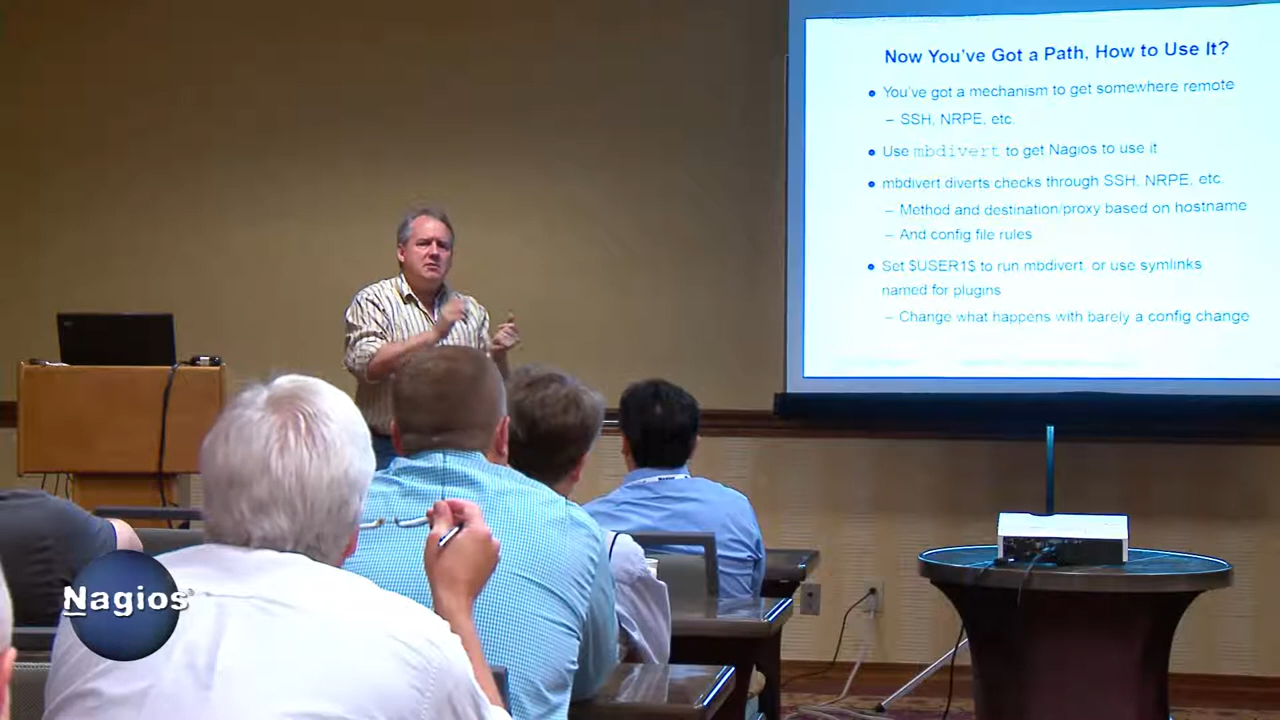 Now You've Got a Path, How to Use It?
• You've got a mechanism to get somewhere remote
– SSH, NRPE, etc.
• Use mbdivert to get Nagios to use it
• mbdivert diverts checks through SSH, NRPE, etc.
– Method and destination/proxy based on hostname
– And config file rules
• Set $USER1$ to run mbdivert, or use symlinks
named for plugins
– Change what happens with barely a config change
Nagios®